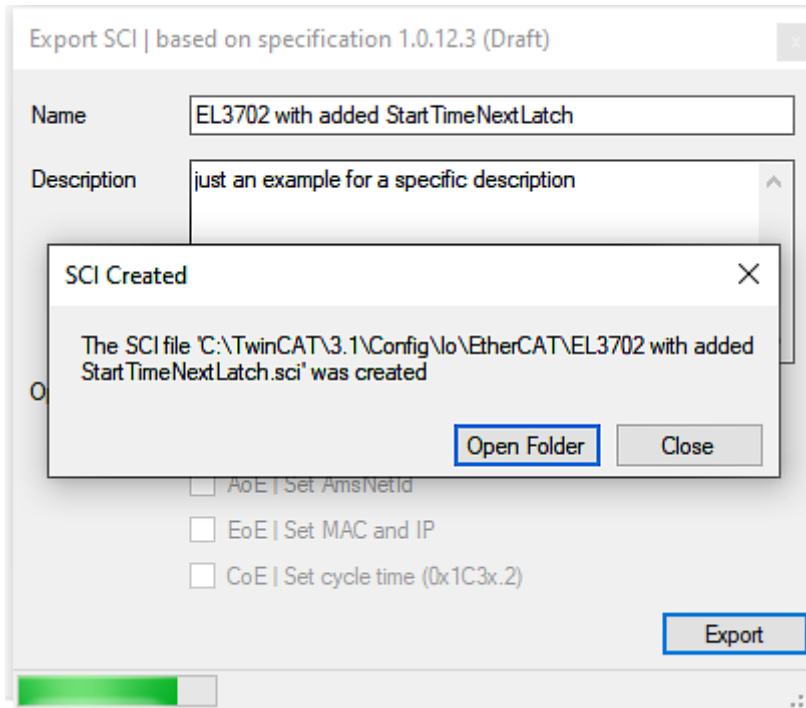 Export SCI | based on specification 1.0.12.3 (Draft)
x
Name
EL3702 with added StartTimeNextLatch
Description
just an example for a specific description
SCI Created
The SCI file 'C:\TwinCAT\3.1\Config\Io\EtherCAT\EL3702 with added
StartTimeNextLatch.sci' was created
Open Folder
Close
AoE | Set AmsNetId
EoE | Set MAC and IP
CoE | Set cycle time (0x1C3x.2)
Export